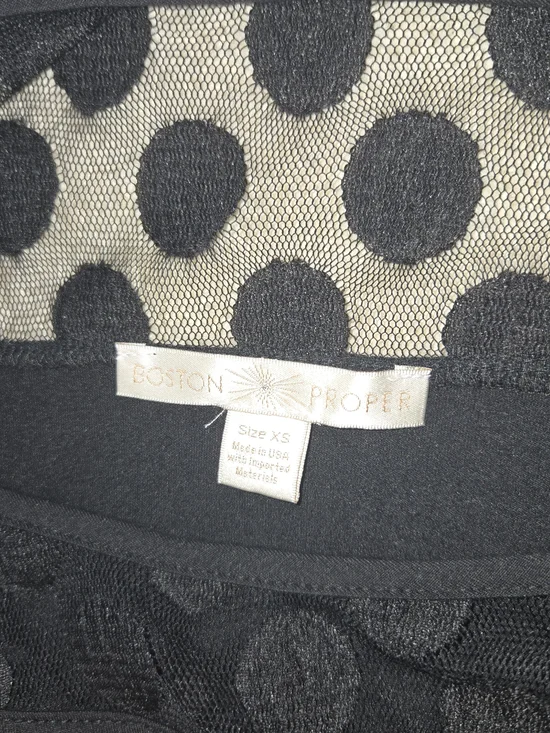 BOSTON PROPER
Size XS
Made in USA
with Imported
Materials